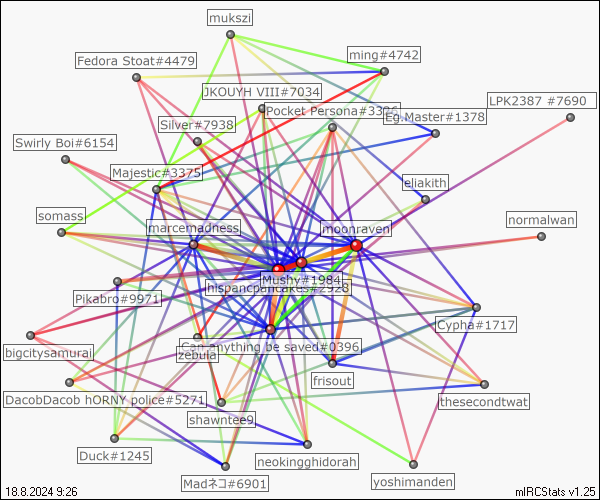 mukszi
ming#4742
Fedora Stoat#4479
JKOUYH VIII#7034
LPK2387 #7690
Pocket Persona#3396
Eg Master#1378
Silver#7938
Swirly Boi#6154
Majestic#3375
eliakith
somass
normalwan
marcemadness
moonraven
Mushy#1984
hispancpancakes#2928
Pikabro#9971
Cypha#1717
Can anything be saved#0396
bigcitysamurai
zebula
frisout
DacobDacob hORNY police#5271
thesecondtwat
shawntee9
Duck#1245
neokingghidorah
Madネコ#6901
yoshimanden
18.8.2024 9:26
mIRCStats v1.25